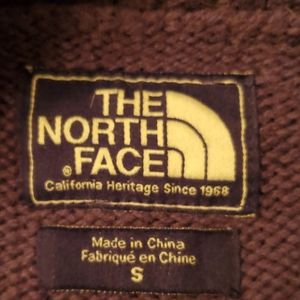 THE
NORTH
FACE
®
California Heritage Since 1968
Made in China
Fabriqué en Chine
S